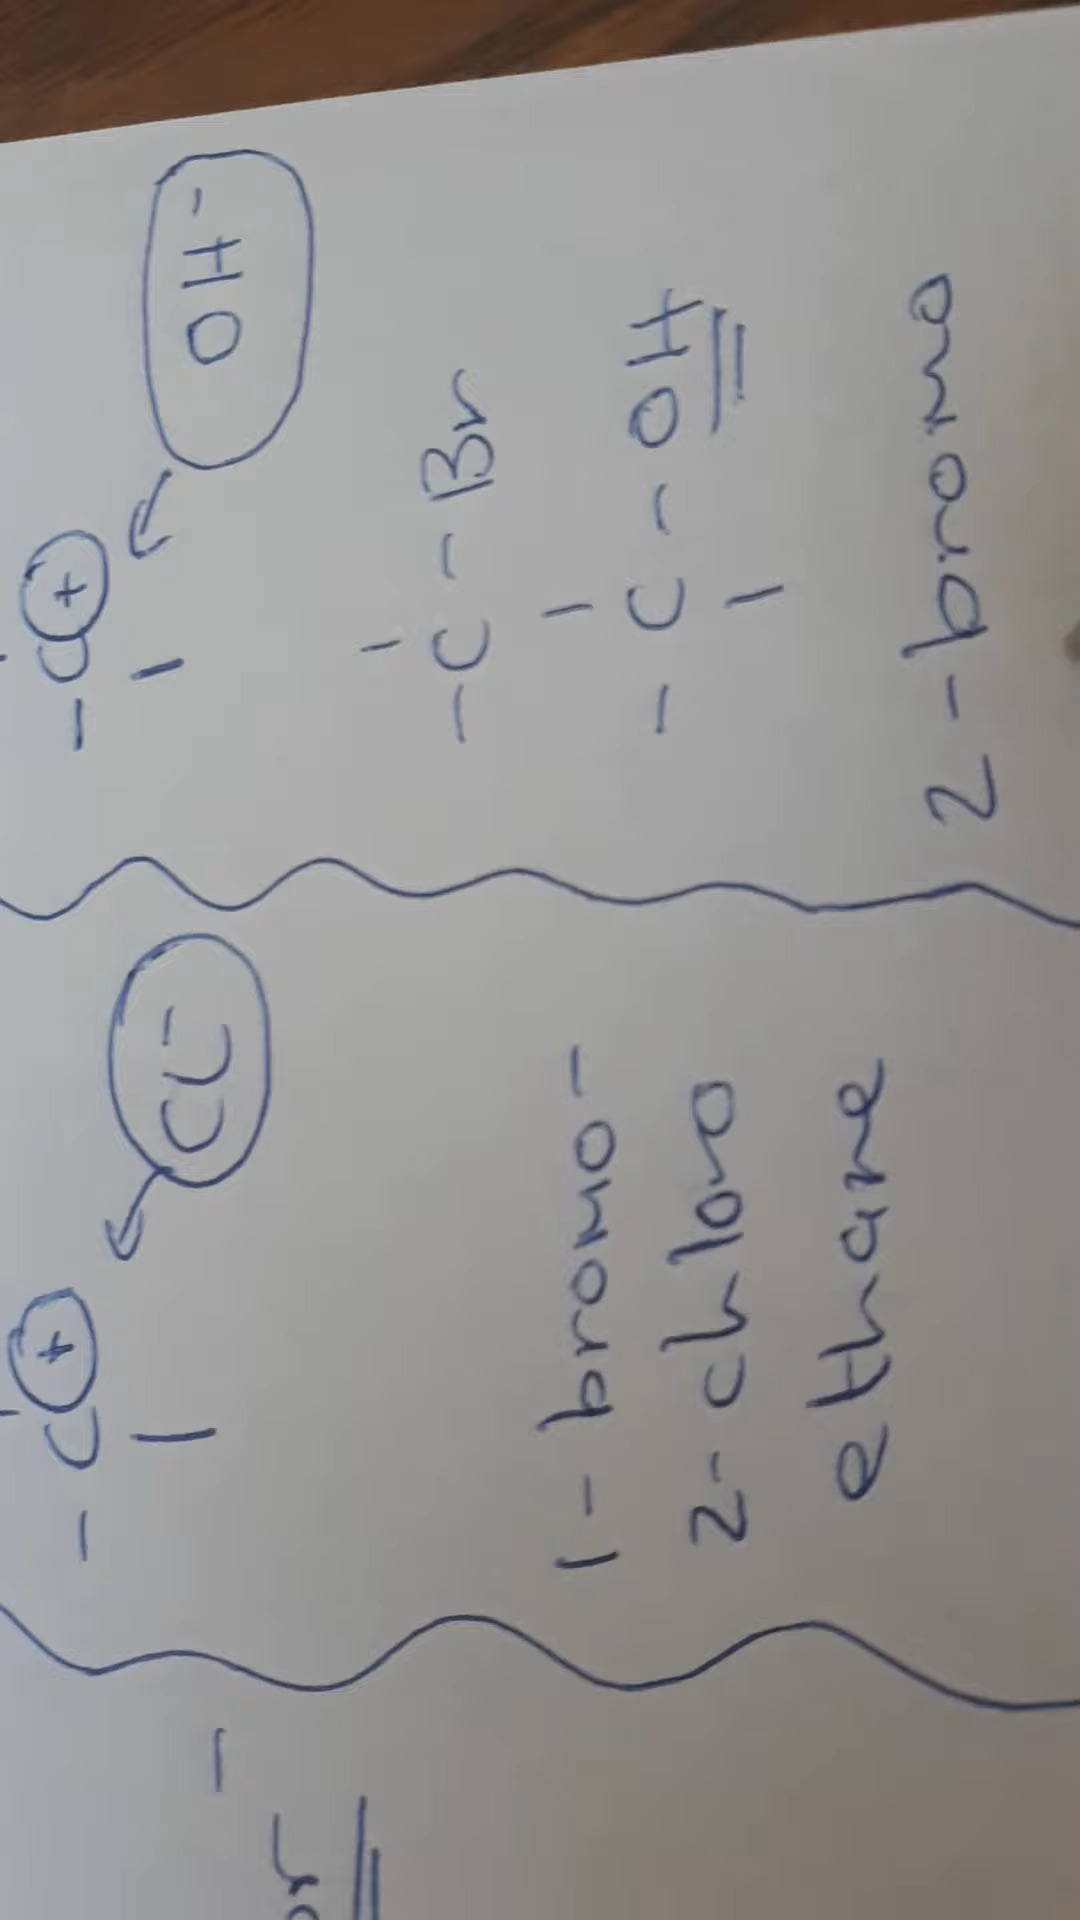 -C+
OH-
-C-Br
-C-OH
2-bromo
-C+
Cl-
1-bromo-
2-chloro
ethane